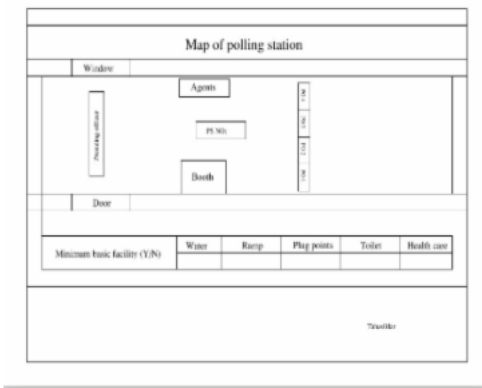 Map of polling station
Window
Agents
Presiding officer
PS NO:
Booth
Door
Minimum basic facility (Y/N)
Water
Ramp
Plug points
Toilet
Health care